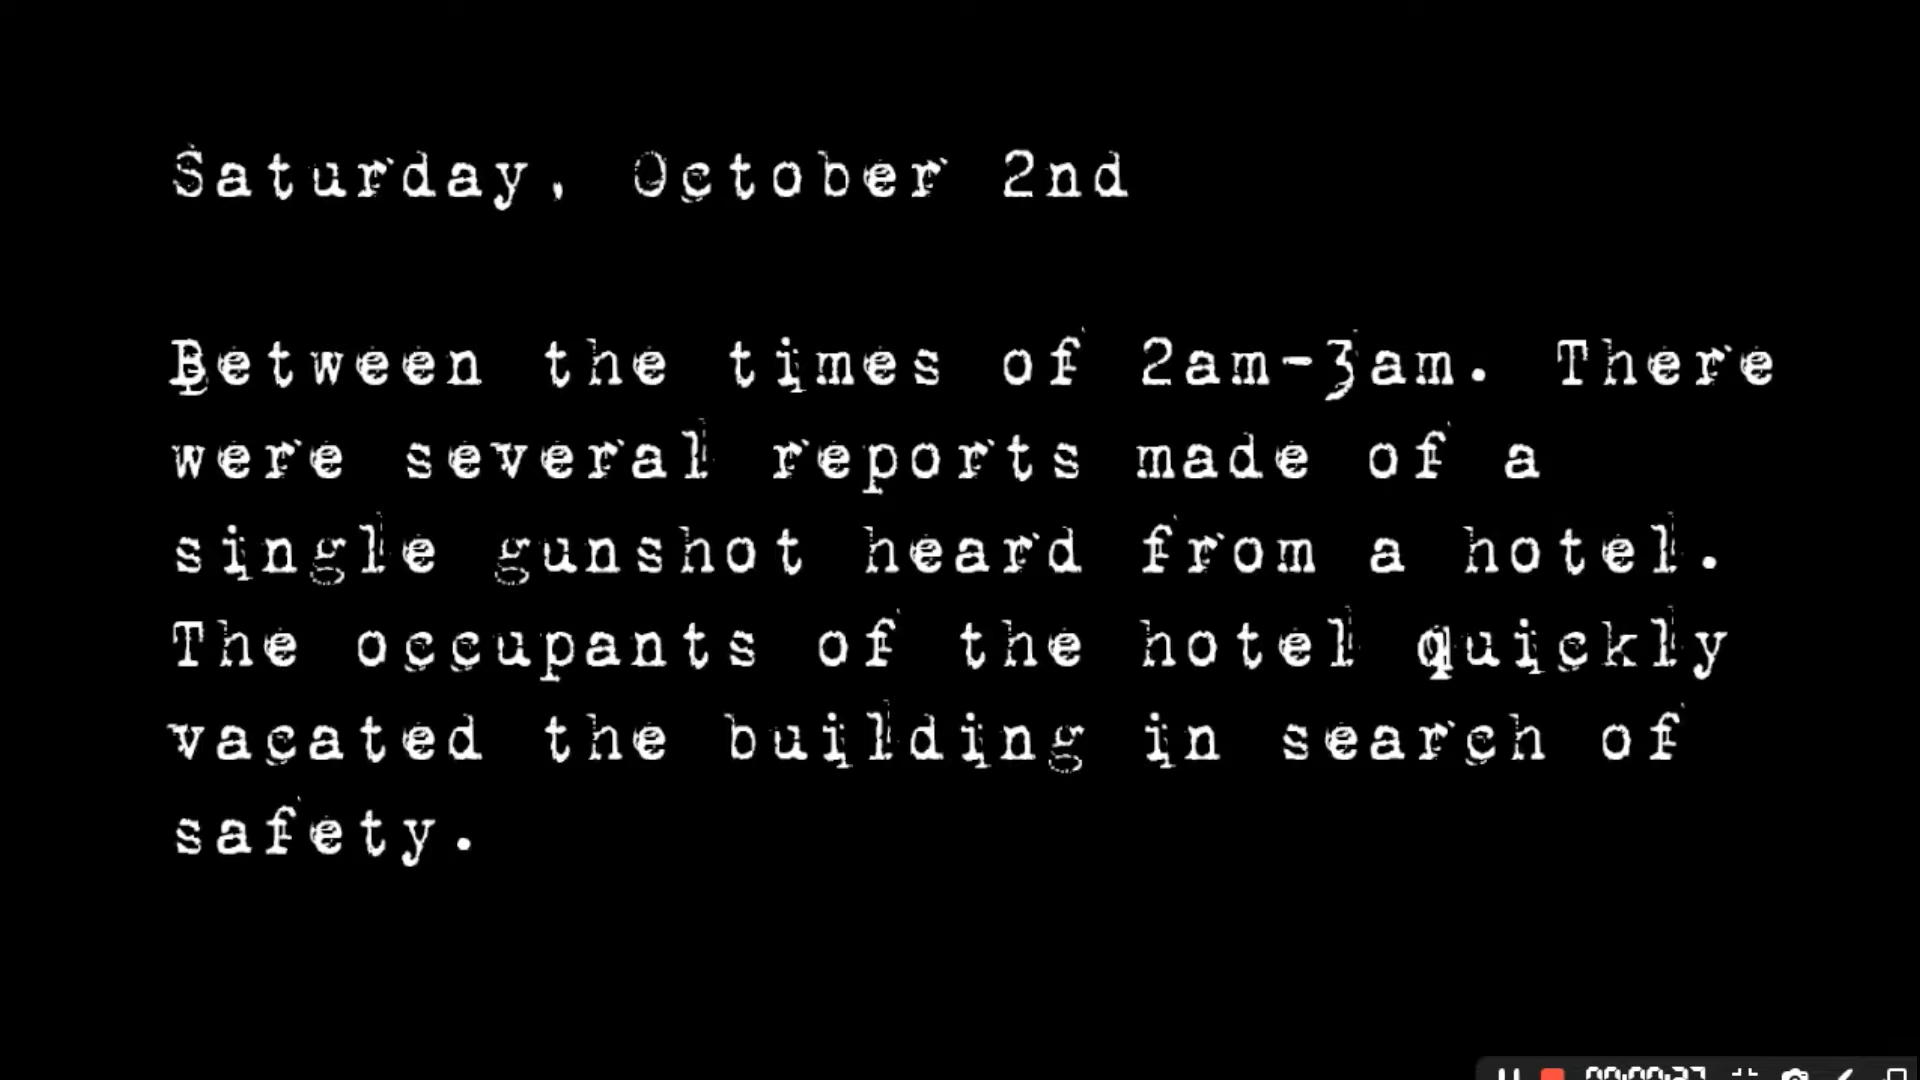 Saturday, October 2nd
Between the times of 2am-3am. There
were several reports made of a
single gunshot heard from a hotel.
The occupants of the hotel quickly
vacated the building in search of
safety.